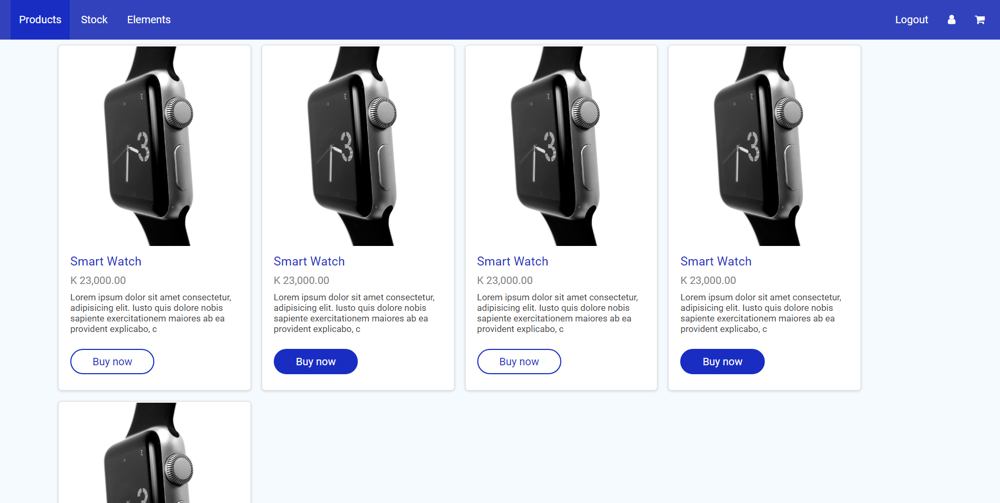 Products Stock Elements Logout
3 3 3 3
Smart Watch
K 23,000.00
Lorem ipsum dolor sit amet consectetur,
adipisicing elit. Iusto quis dolore nobis
sapiente exercitationem maiores ab ea
provident explicabo, c
Buy now
Smart Watch
K 23,000.00
Lorem ipsum dolor sit amet consectetur,
adipisicing elit. Iusto quis dolore nobis
sapiente exercitationem maiores ab ea
provident explicabo, c
Buy now
Smart Watch
K 23,000.00
Lorem ipsum dolor sit amet consectetur,
adipisicing elit. Iusto quis dolore nobis
sapiente exercitationem maiores ab ea
provident explicabo, c
Buy now
Smart Watch
K 23,000.00
Lorem ipsum dolor sit amet consectetur,
adipisicing elit. Iusto quis dolore nobis
sapiente exercitationem maiores ab ea
provident explicabo, c
Buy now
3